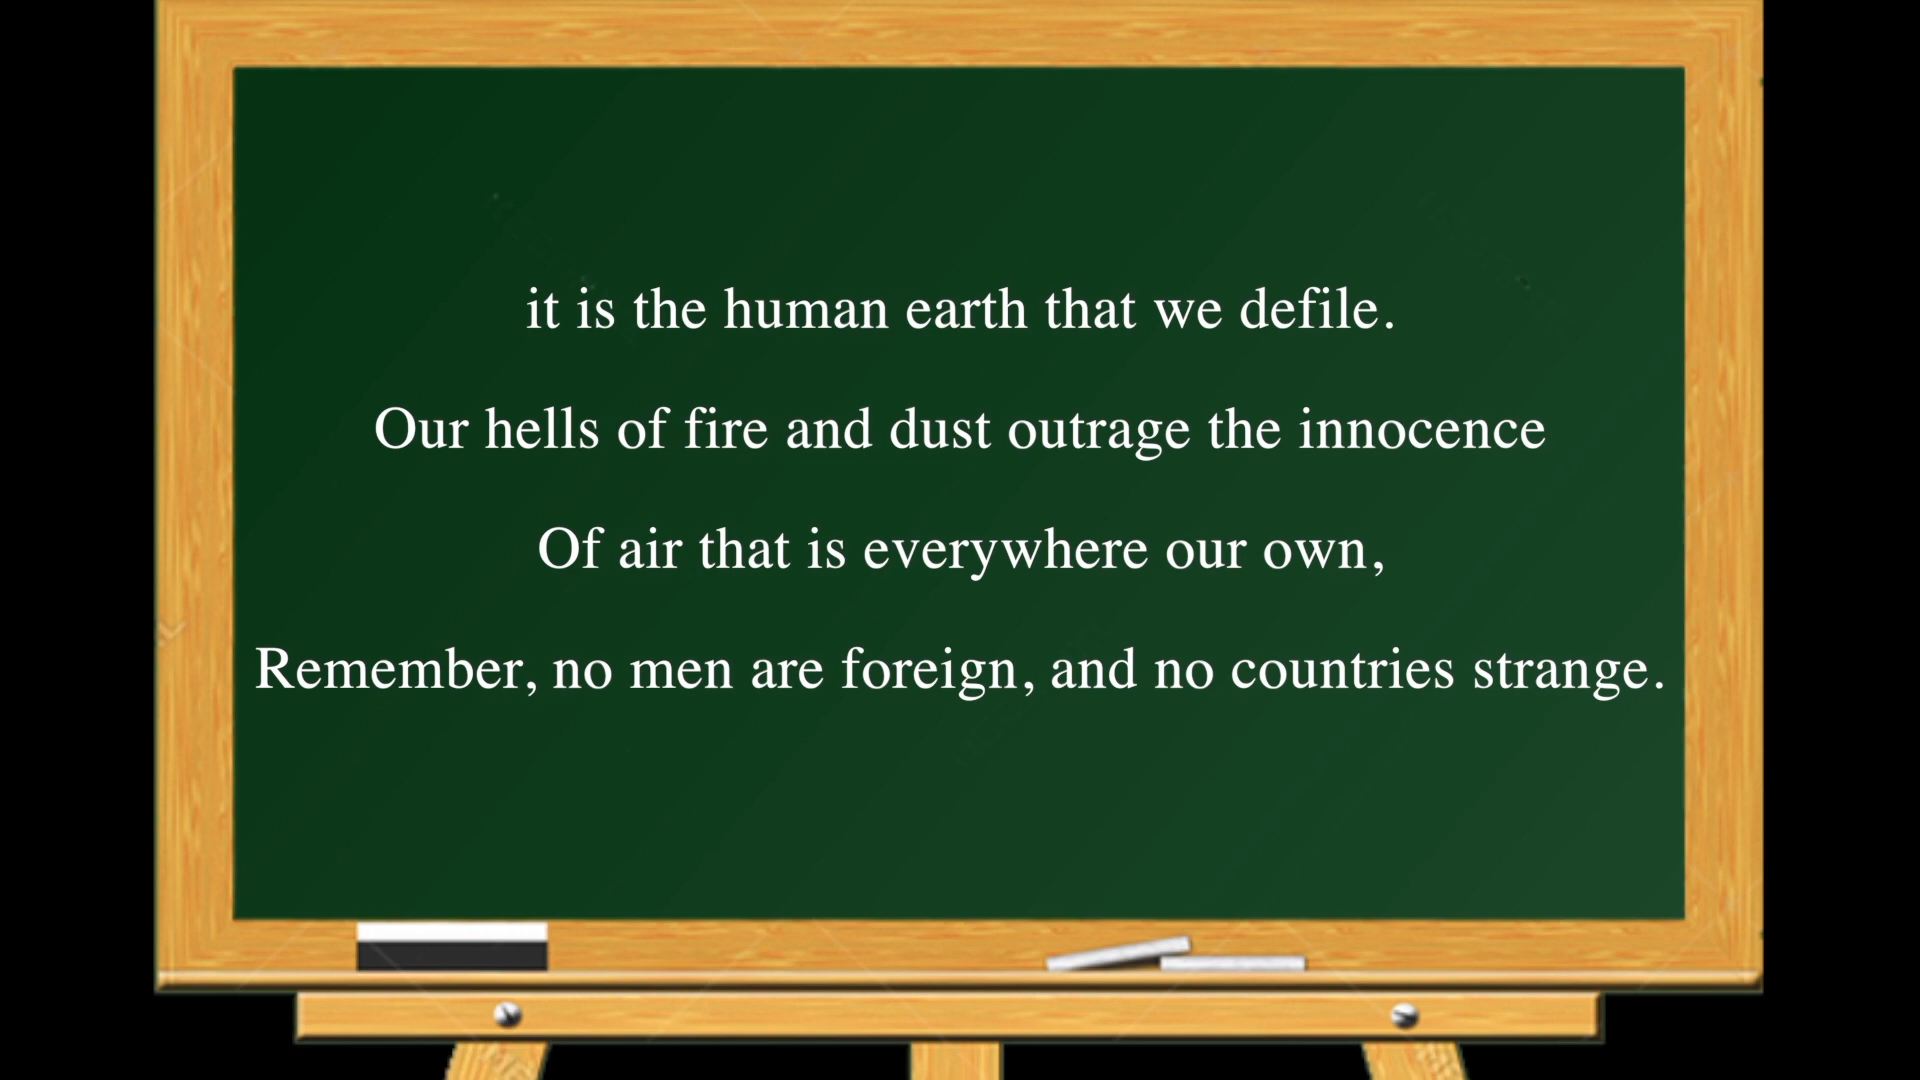 it is the human earth that we defile.
Our hells of fire and dust outrage the innocence
Of air that is everywhere our own,
Remember, no men are foreign, and no countries strange.